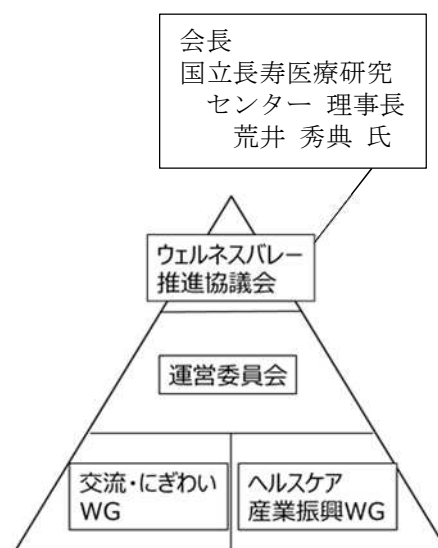 会長
国立長寿医療研究
センター 理事長
荒井 秀典 氏
ウェルネスバレー
推進協議会
運営委員会
交流・にぎわい
WG
ヘルスケア
産業振興WG